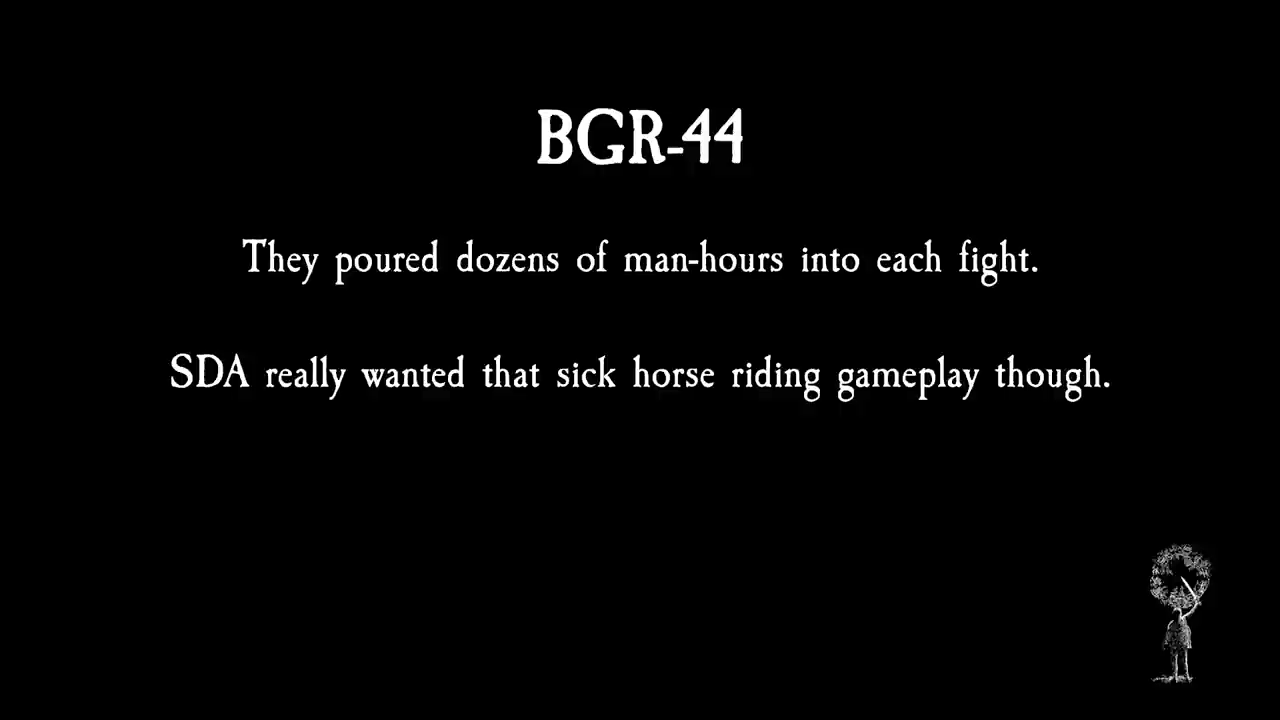 BGR-44
They poured dozens of man-hours into each fight.
SDA really wanted that sick horse riding gameplay though.